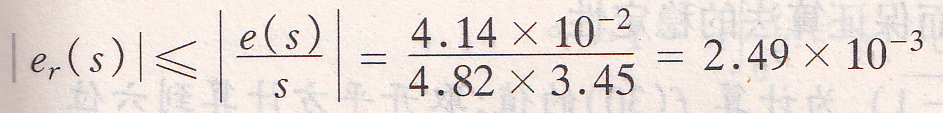 |e_r(s)| ≤ |e(s)/s| = (4.14 × 10^{-2})/(4.82 × 3.45) = 2.49 × 10^{-3}